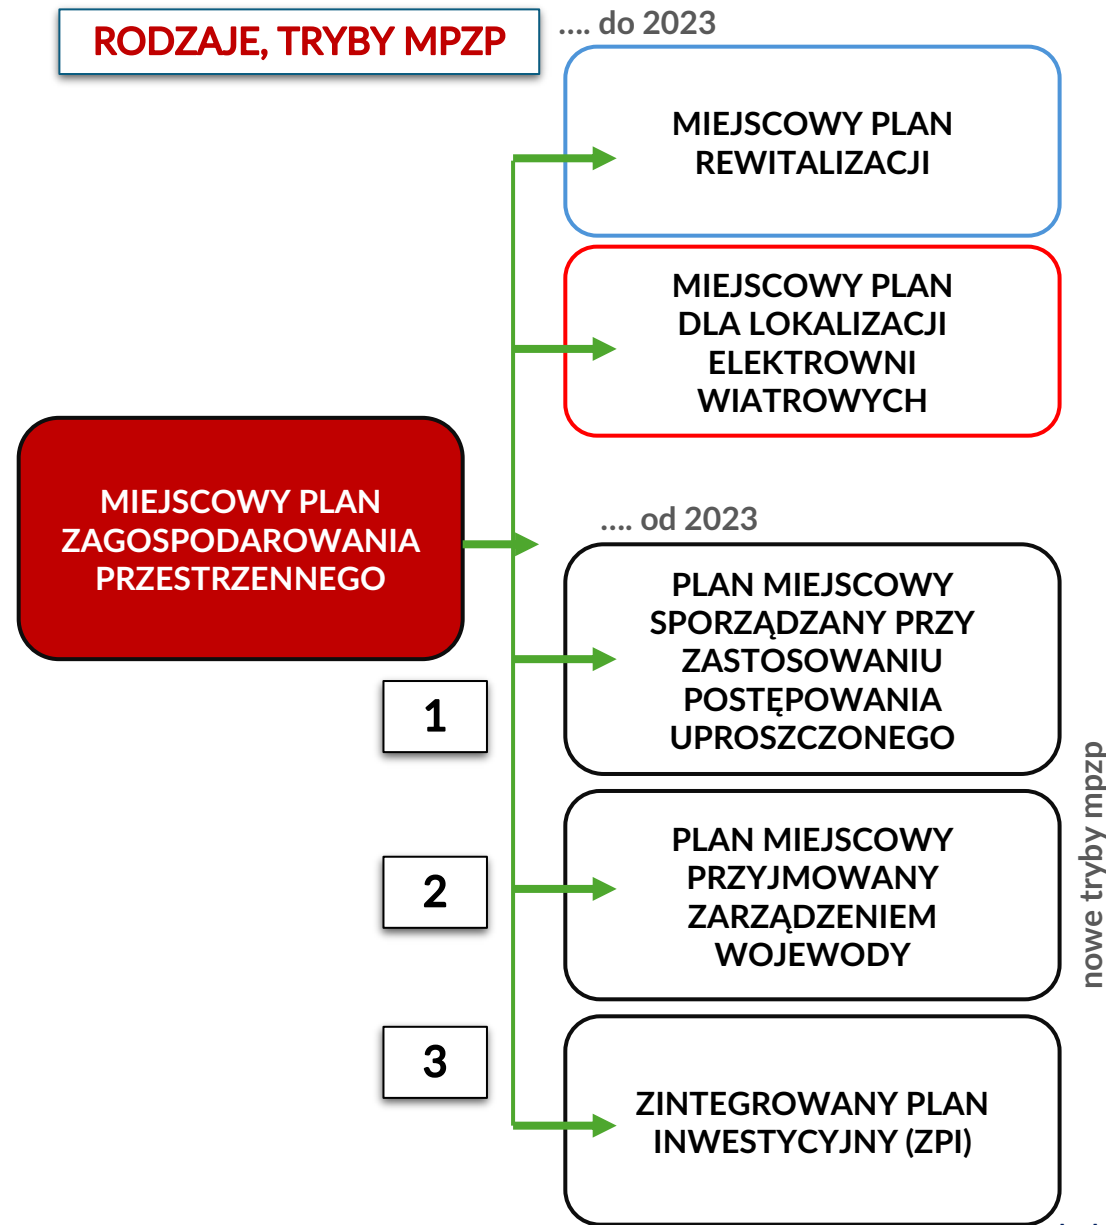 RODZAJE, TRYBY MPZP
.... do 2023
MIEJSCOWY PLAN
REWITALIZACJI
MIEJSCOWY PLAN
DLA LOKALIZACJI
ELEKTROWNI
WIATROWYCH
MIEJSCOWY PLAN
ZAGOSPODAROWANIA
PRZESTRZENNEGO
.... od 2023
1
PLAN MIEJSCOWY
SPORZĄDZANY PRZY
ZASTOSOWANIU
POSTĘPOWANIA
UPROSZCZONEGO
2
PLAN MIEJSCOWY
PRZYJMOWANY
ZARZĄDZENIEM
WOJEWODY
3
ZINTEGROWANY PLAN
INWESTYCYJNY (ZPI)
nowe tryby mpzp